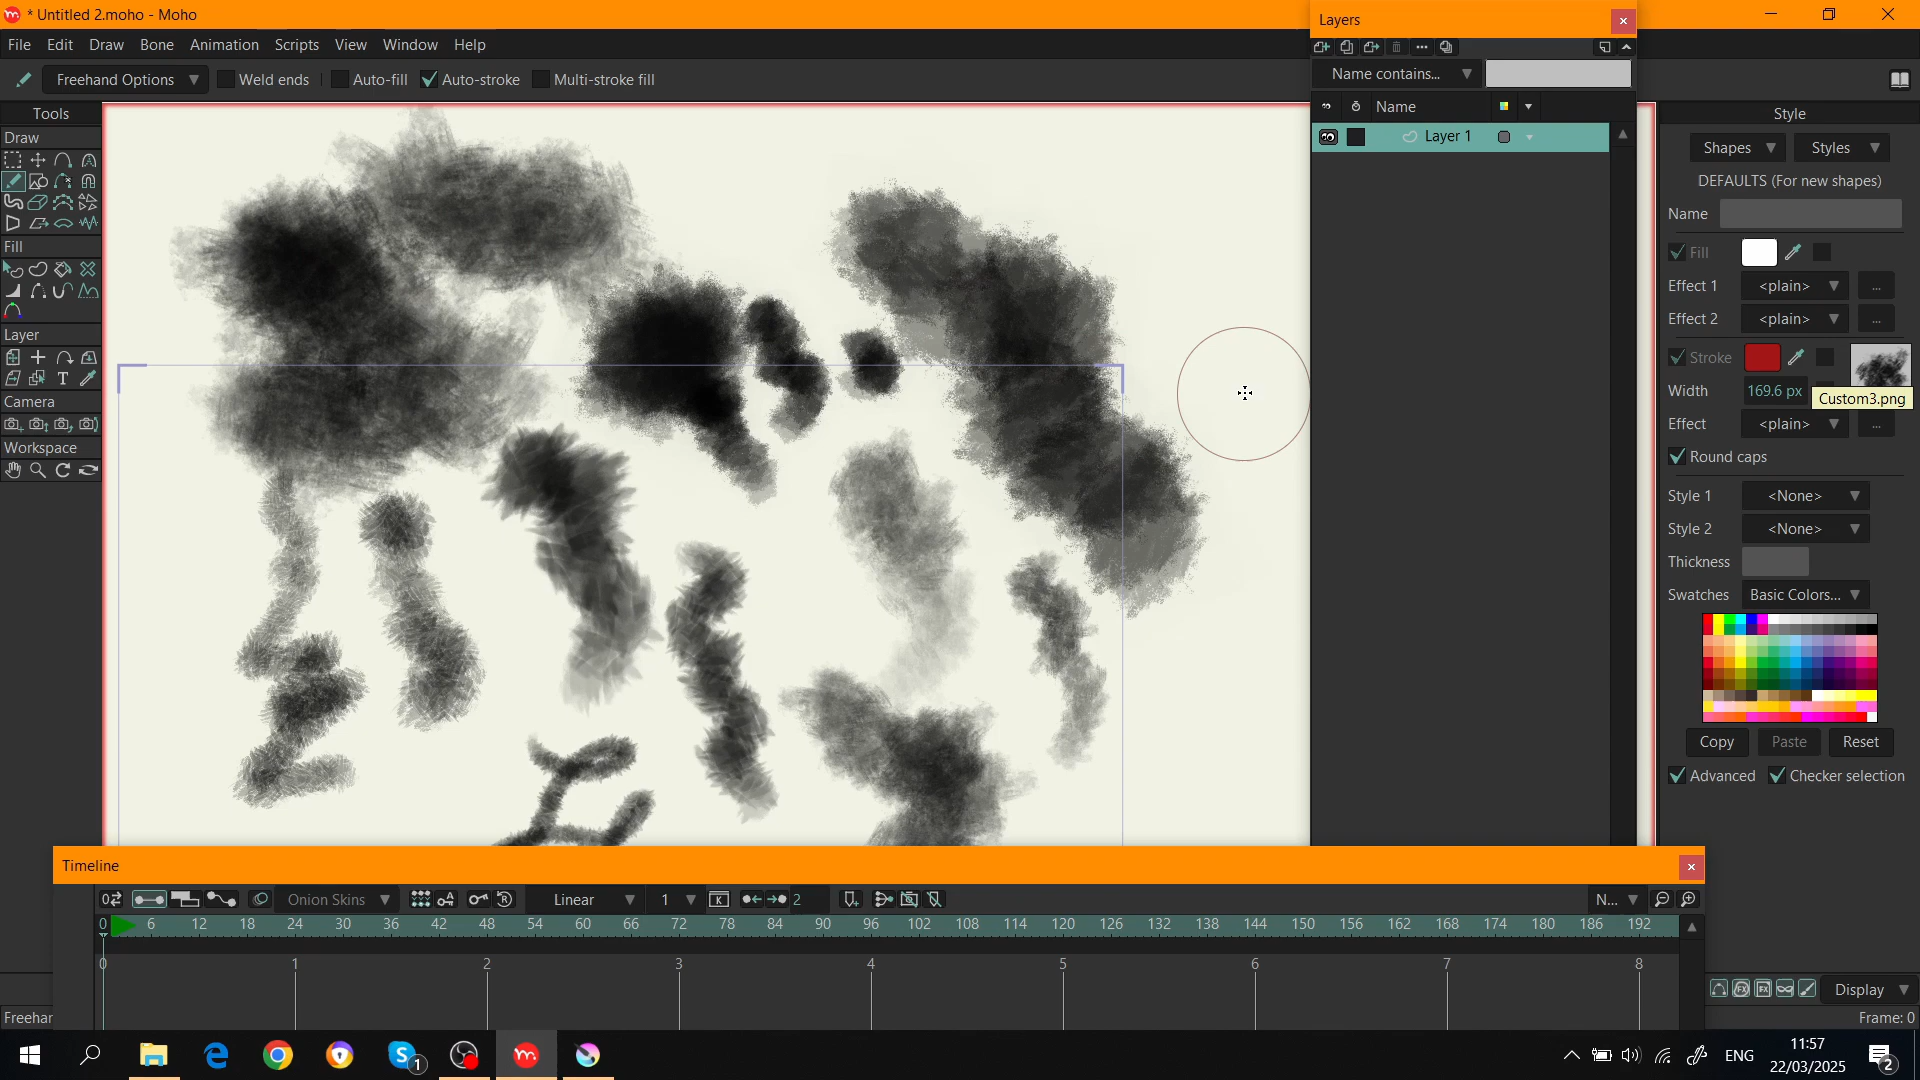 * Untitled 2.moho - Moho
File Edit Draw Bone Animation Scripts View Window Help
Freehand Options Weld ends Auto-fill Auto-stroke Multi-stroke fill
Layers
Name contains...
Name
Layer 1
Tools
Draw
Fill
Layer
Camera
Workspace
Style
Shapes Styles
DEFAULTS (For new shapes)
Name
Fill
Effect 1 <plain> ...
Effect 2 <plain> ...
Stroke
Width 169.6 px
Custom3.png
Effect <plain> ...
Round caps
Style 1 <None>
Style 2 <None>
Thickness
Swatches Basic Colors...
Copy Paste Reset
Advanced Checker selection
Timeline
Onion Skins Linear 1 2 N...
0 6 12 18 24 30 36 42 48 54 60 66 72 78 84 90 96 102 108 114 120 126 132 138 144 150 156 162 168 174 180 186 192
0 1 2 3 4 5 6 7 8
Display
Freehan
Frame: 0
1
ENG
11:57
22/03/2025
2